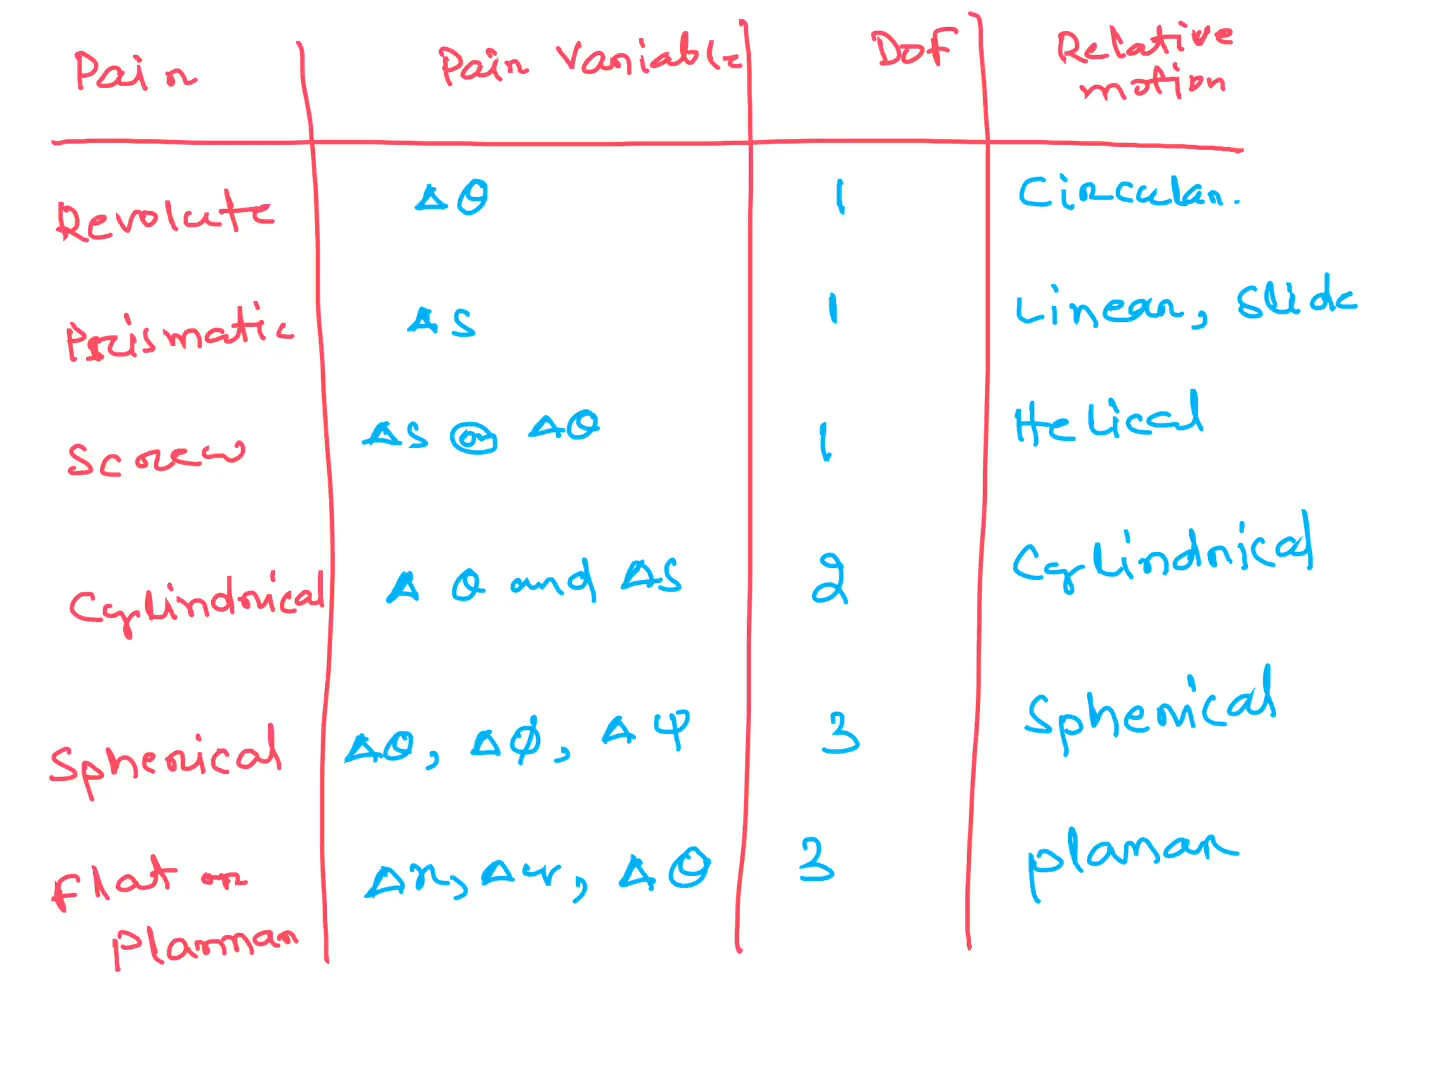 Pair Pair Variable DOF Relative motion
Revolute Δθ 1 Circular.
Prismatic ΔS 1 Linear, Slide
Screw ΔS or Δθ 1 Helical
Cylindrical Δθ and ΔS 2 Cylindrical
Spherical Δθ, Δϕ, Δψ 3 Spherical
Flat or Δx, Δy, Δθ 3 planar
Planman